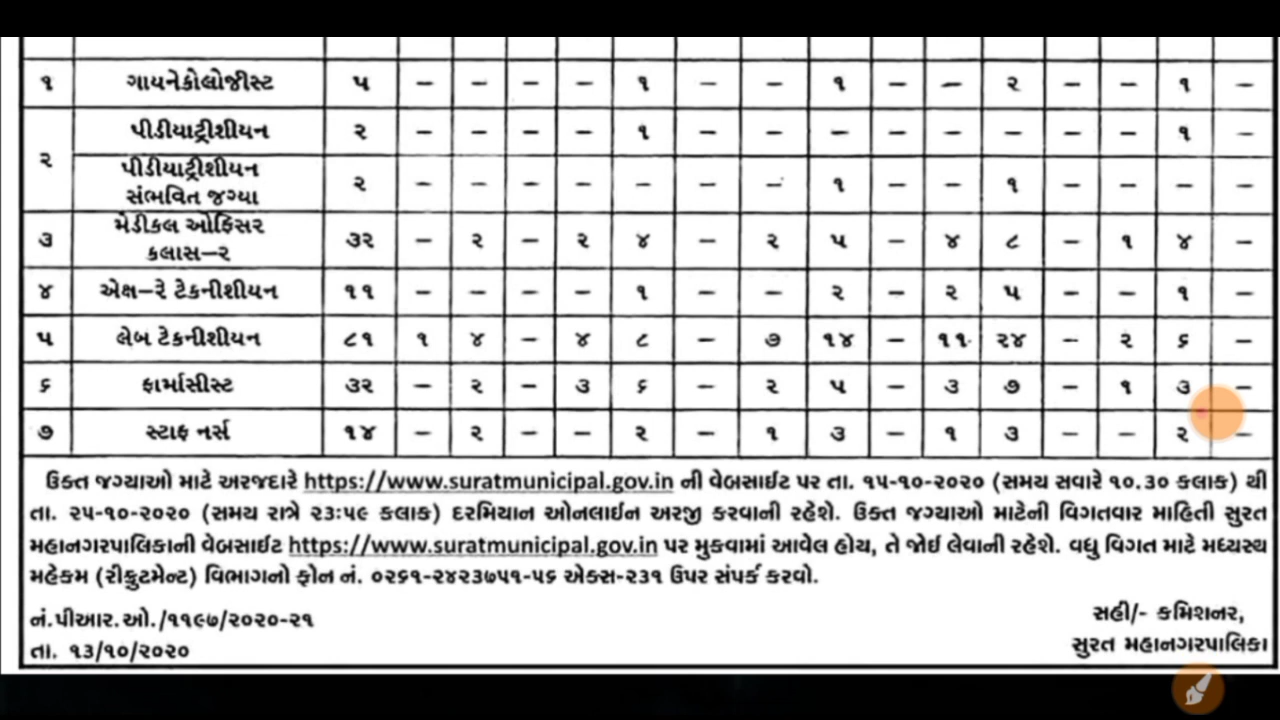 ૧ ગાયનેકોલોજીસ્ટ ૫ – – – – ૧ – – ૧ – – ૨ – – ૧ –
૨ પીડીયાટ્રીશીયન ૨ – – – – ૧ – – – – – – – – ૧ –
પીડીયાટ્રીશીયન
સંભવિત જગ્યા ૨ – – – – – – – ૧ – – ૧ – – – –
૩ મેડીકલ ઓફિસર
કલાસ–૨ ૩૨ – ૨ – ૨ ૪ – ૨ ૫ – ૪ ૮ – ૧ ૪ –
૪ એક્ષ–રે ટેકનીશીયન ૧૧ – – – – ૧ – – ૨ – ૨ ૫ – – ૧ –
૫ લેબ ટેકનીશીયન ૮૧ ૧ ૪ – ૪ ૮ – ૭ ૧૪ – ૧૧ ૨૪ – ૨ ૬ –
૬ ફાર્માસીસ્ટ ૩૨ – ૨ – ૩ ૬ – ૨ ૫ – ૩ ૭ – ૧ ૩ –
૭ સ્ટાફ નર્સ ૧૪ – ૨ – – ૨ – ૧ ૩ – ૧ ૩ – – ૨ –
ઉક્ત જગ્યાઓ માટે અરજદારે https://www.suratmunicipal.gov.in ની વેબસાઈટ પર તા. ૧૫-૧૦-૨૦૨૦ (સમય સવારે ૧૦.૩૦ કલાક) થી
તા. ૨૫-૧૦-૨૦૨૦ (સમય રાત્રે ૨૩:૫૯ કલાક) દરમિયાન ઓનલાઈન અરજી કરવાની રહેશે. ઉક્ત જગ્યાઓ માટેની વિગતવાર માહિતી સુરત
મહાનગરપાલિકાની વેબસાઈટ https://www.suratmunicipal.gov.in પર મુકવામાં આવેલ હોય, તે જોઈ લેવાની રહેશે. વધુ વિગત માટે મધ્યસ્થ
મહેકમ (રીક્રુટમેન્ટ) વિભાગનો ફોન નં. ૦૨૬૧-૨૪૨૩૭૫૧-૫૬ એક્સ-૨૩૧ ઉપર સંપર્ક કરવો.
નં.પીઆર.ઓ./૧૧૯૭/૨૦૨૦-૨૧
સહી/- કમિશનર,
તા. ૧૩/૧૦/૨૦૨૦
સુરત મહાનગરપાલિકા